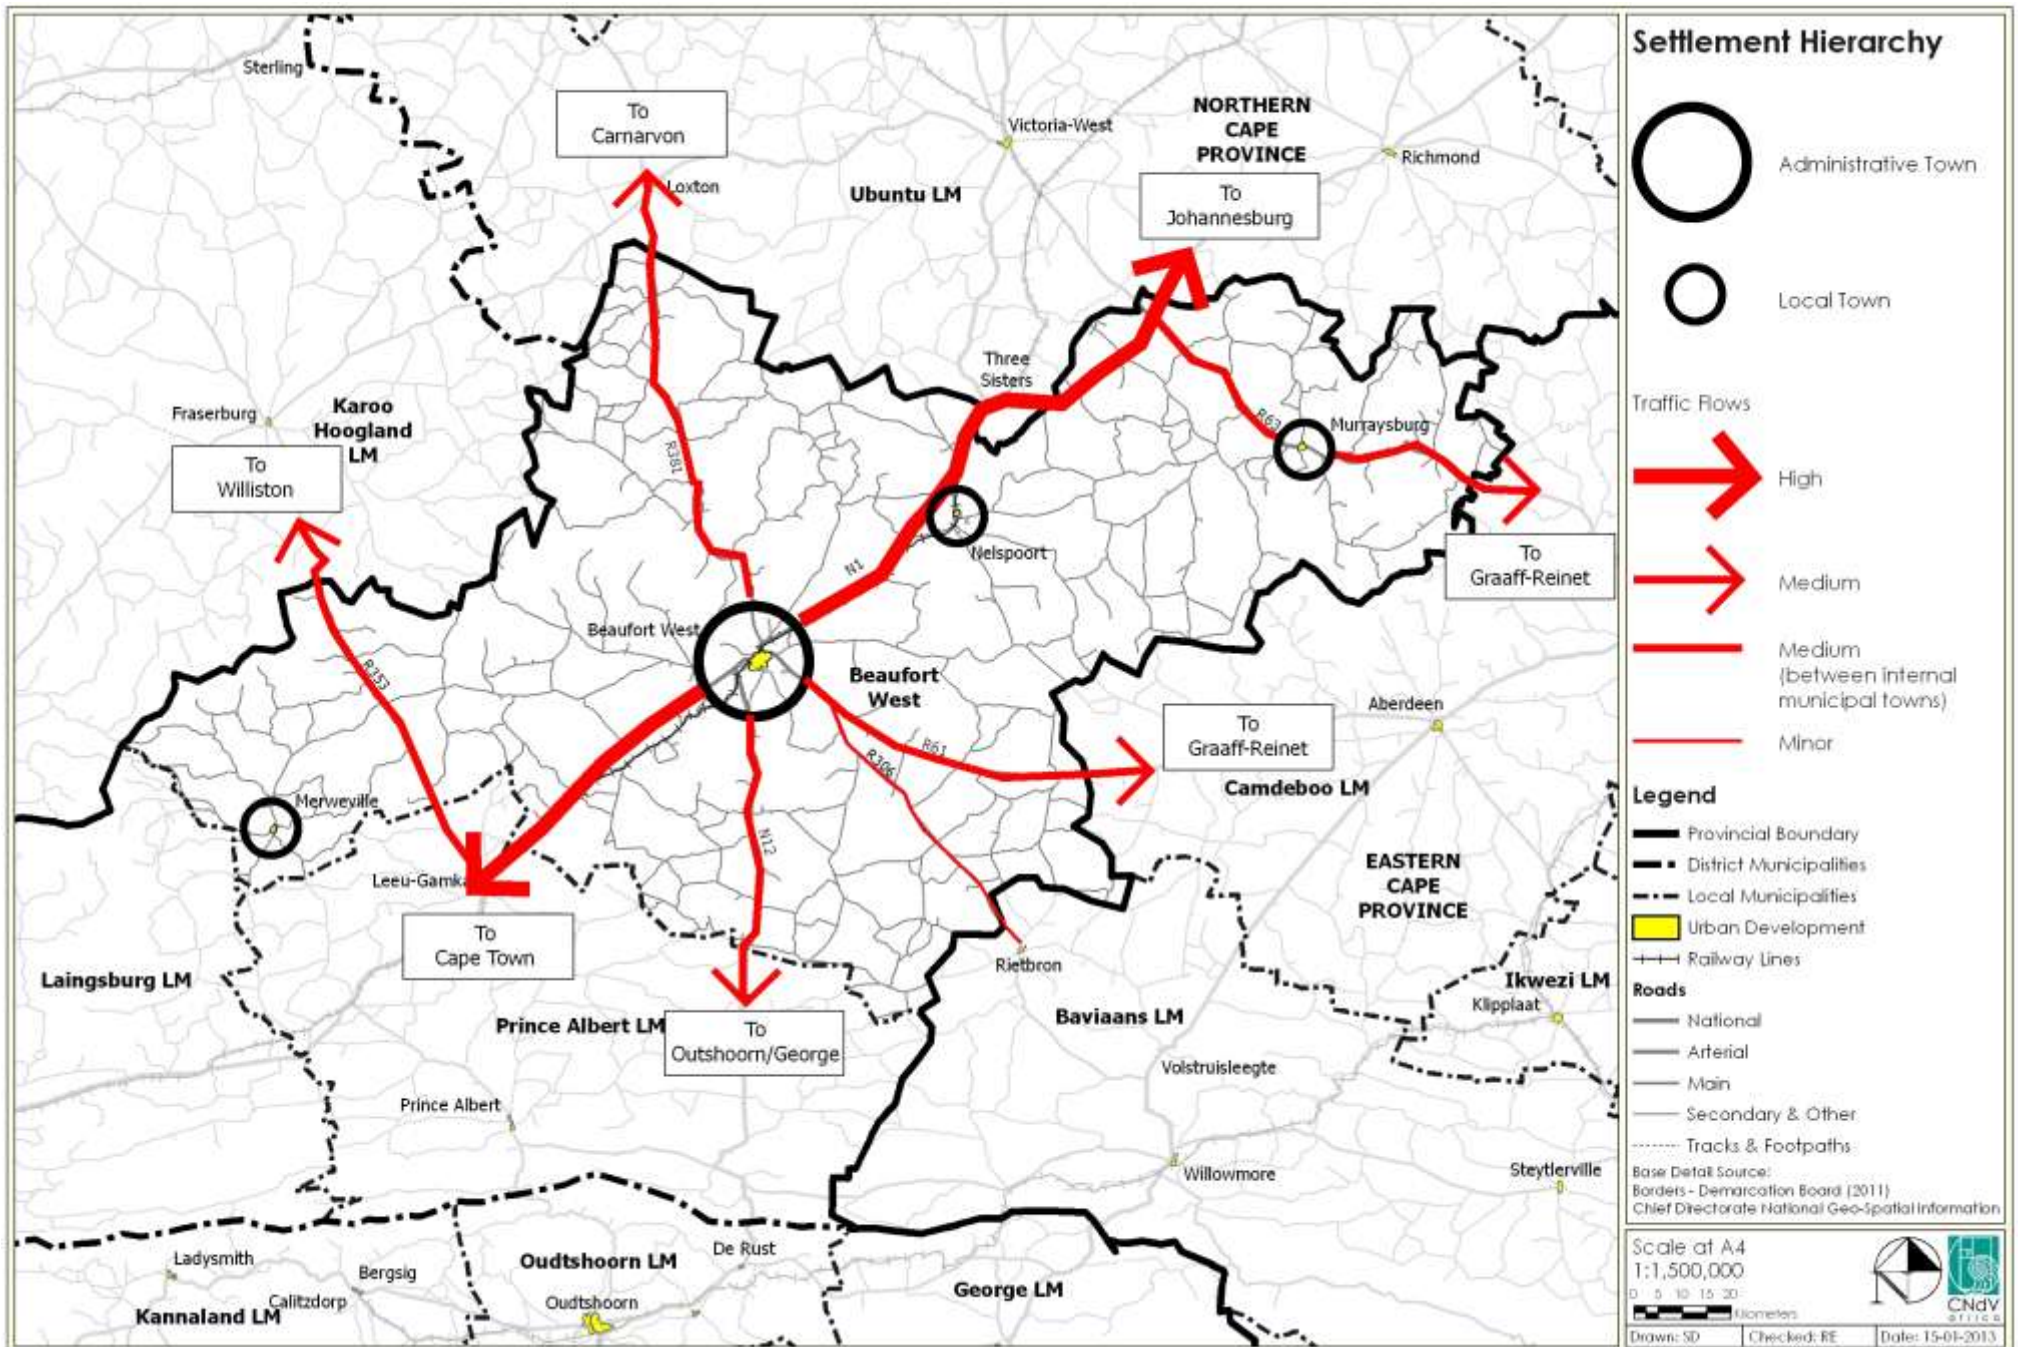 Sterling
To
Carnarvon
Loxton
Victoria-West
NORTHERN
CAPE
PROVINCE
Richmond
Ubuntu LM
To
Johannesburg
Three
Sisters
Fraserburg
Karoo
Hoogland
LM
To
Williston
R381
R63
Murraysburg
To
Graaff-Reinet
Nelspoort
N1
Beaufort West
Beaufort
West
R353
R61
R306
N12
Aberdeen
To
Graaff-Reinet
Camdeboo LM
Merweville
Leeu-Gamka
To
Cape Town
EASTERN
CAPE
PROVINCE
Laingsburg LM
Rietbron
Ikwezi LM
Klipplaat
Prince Albert LM
To
Outshoorn/George
Baviaans LM
Volstruisleegte
Prince Albert
Willowmore
Steytlerville
Ladysmith
Bergsig
Oudtshoorn LM
De Rust
Calitzdorp
Oudtshoorn
George LM
Kannaland LM
Settlement Hierarchy
Administrative Town
Local Town
Traffic Flows
High
Medium
Medium
(between internal
municipal towns)
Minor
Legend
Provincial Boundary
District Municipalities
Local Municipalities
Urban Development
Railway Lines
Roads
National
Arterial
Main
Secondary & Other
Tracks & Footpaths
Base Detail Source:
Borders - Demarcation Board (2011)
Chief Directorate National Geo-Spatial Information
Scale at A4
1:1,500,000
0 5 10 15 20
Kilometers
CNdV
africa
Drawn: SD
Checked: RE
Date: 15-01-2013